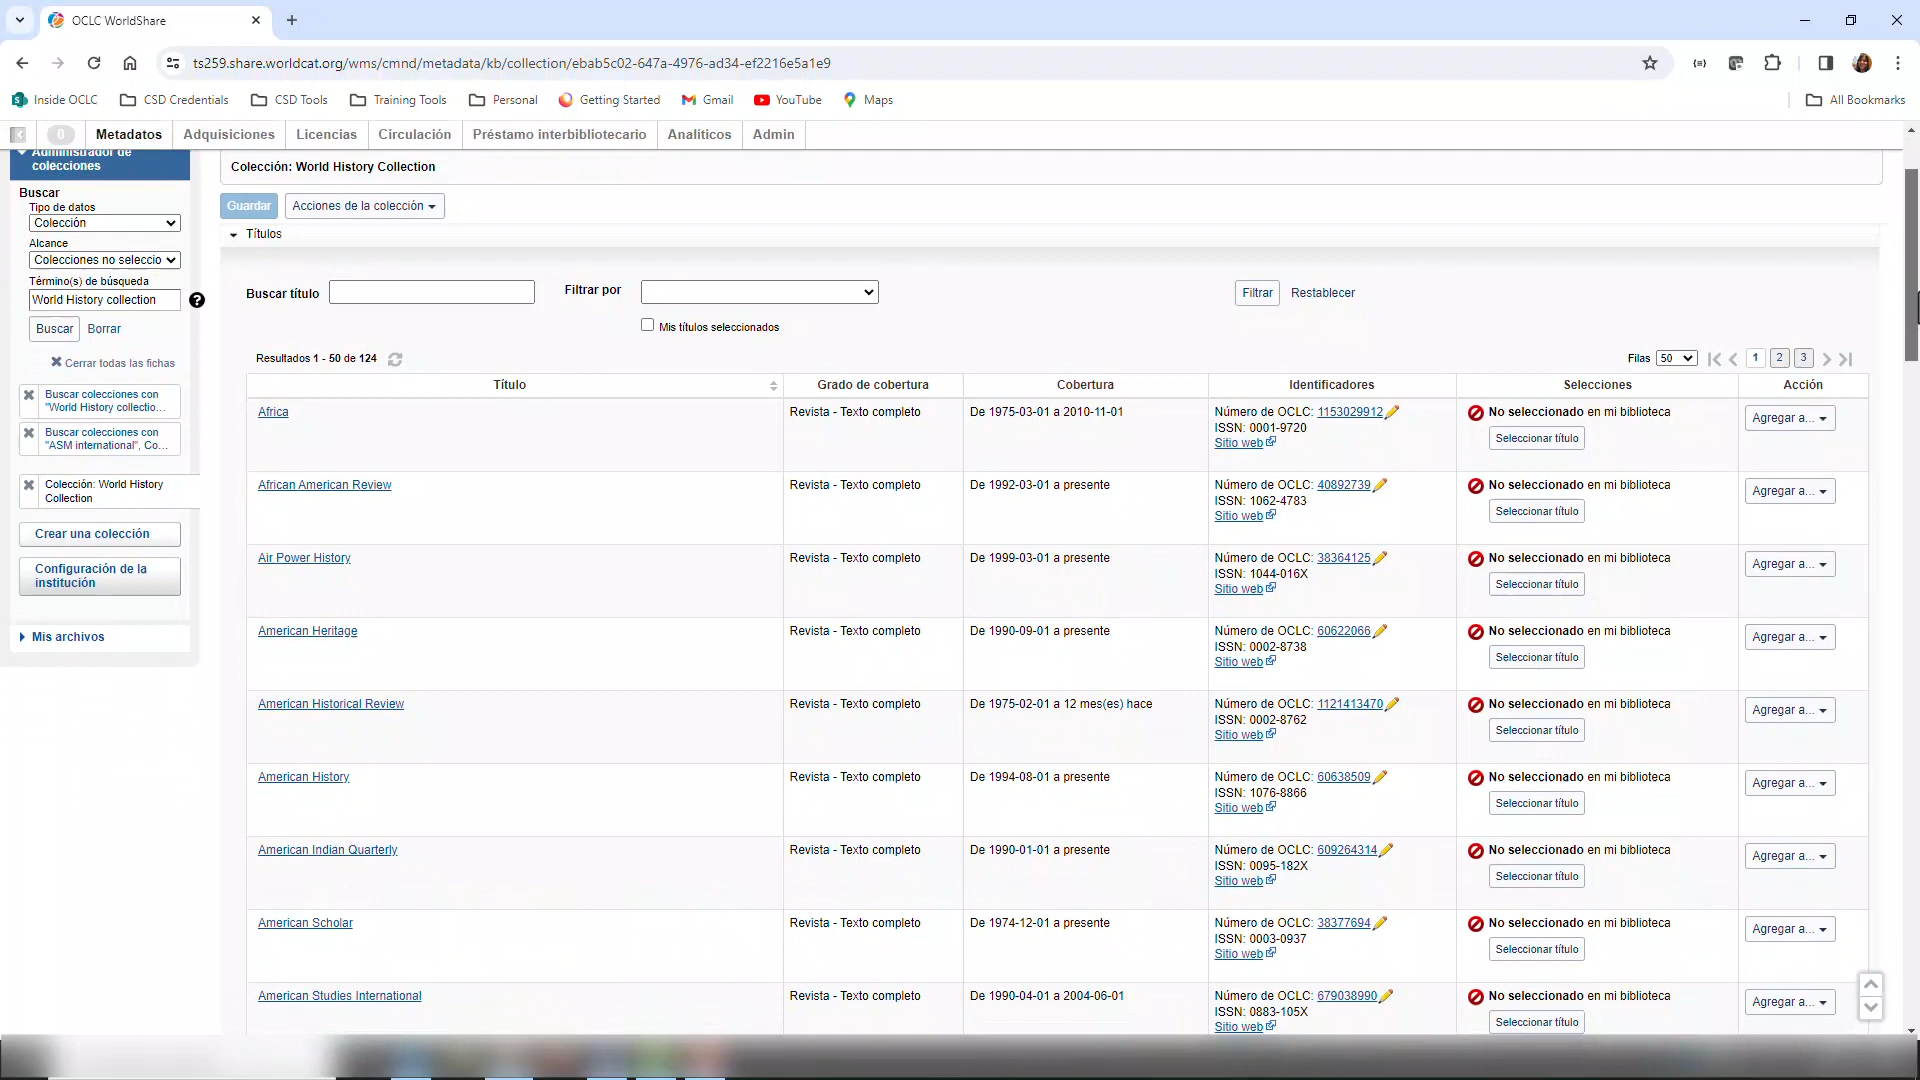 OCLC WorldShare
ts259.share.worldcat.org/wms/cmnd/metadata/kb/collection/ebab5c02-647a-4976-ad34-ef2216e5a1e9
Inside OCLC CSD Credentials CSD Tools Training Tools Personal Getting Started Gmail YouTube Maps All Bookmarks
0 Metadatos Adquisiciones Licencias Circulación Préstamo interbibliotecario Analíticos Admin
Administrador de
colecciones
Buscar
Tipo de datos
Colección
Alcance
Colecciones no seleccio
Término(s) de búsqueda
World History collection ?
Buscar Borrar
Cerrar todas las fichas
Buscar colecciones con
"World History collectio...
Buscar colecciones con
"ASM international", Co...
Colección: World History
Collection
Crear una colección
Configuración de la
institución
Mis archivos
Colección: World History Collection
Guardar Acciones de la colección
Títulos
Buscar título Filtrar por Filtrar Restablecer
Mis títulos seleccionados
Resultados 1 - 50 de 124 Filas 50 1 2 3
Título Grado de cobertura Cobertura Identificadores Selecciones Acción
Africa Revista - Texto completo De 1975-03-01 a 2010-11-01 Número de OCLC: 1153029912 No seleccionado en mi biblioteca Agregar a...
ISSN: 0001-9720
Sitio web Seleccionar título
African American Review Revista - Texto completo De 1992-03-01 a presente Número de OCLC: 40892739 No seleccionado en mi biblioteca Agregar a...
ISSN: 1062-4783
Sitio web Seleccionar título
Air Power History Revista - Texto completo De 1999-03-01 a presente Número de OCLC: 38364125 No seleccionado en mi biblioteca Agregar a...
ISSN: 1044-016X
Sitio web Seleccionar título
American Heritage Revista - Texto completo De 1990-09-01 a presente Número de OCLC: 60622066 No seleccionado en mi biblioteca Agregar a...
ISSN: 0002-8738
Sitio web Seleccionar título
American Historical Review Revista - Texto completo De 1975-02-01 a 12 mes(es) hace Número de OCLC: 1121413470 No seleccionado en mi biblioteca Agregar a...
ISSN: 0002-8762
Sitio web Seleccionar título
American History Revista - Texto completo De 1994-08-01 a presente Número de OCLC: 60638509 No seleccionado en mi biblioteca Agregar a...
ISSN: 1076-8866
Sitio web Seleccionar título
American Indian Quarterly Revista - Texto completo De 1990-01-01 a presente Número de OCLC: 609264314 No seleccionado en mi biblioteca Agregar a...
ISSN: 0095-182X
Sitio web Seleccionar título
American Scholar Revista - Texto completo De 1974-12-01 a presente Número de OCLC: 38377694 No seleccionado en mi biblioteca Agregar a...
ISSN: 0003-0937
Sitio web Seleccionar título
American Studies International Revista - Texto completo De 1990-04-01 a 2004-06-01 Número de OCLC: 679038990 No seleccionado en mi biblioteca Agregar a...
ISSN: 0883-105X
Sitio web Seleccionar título